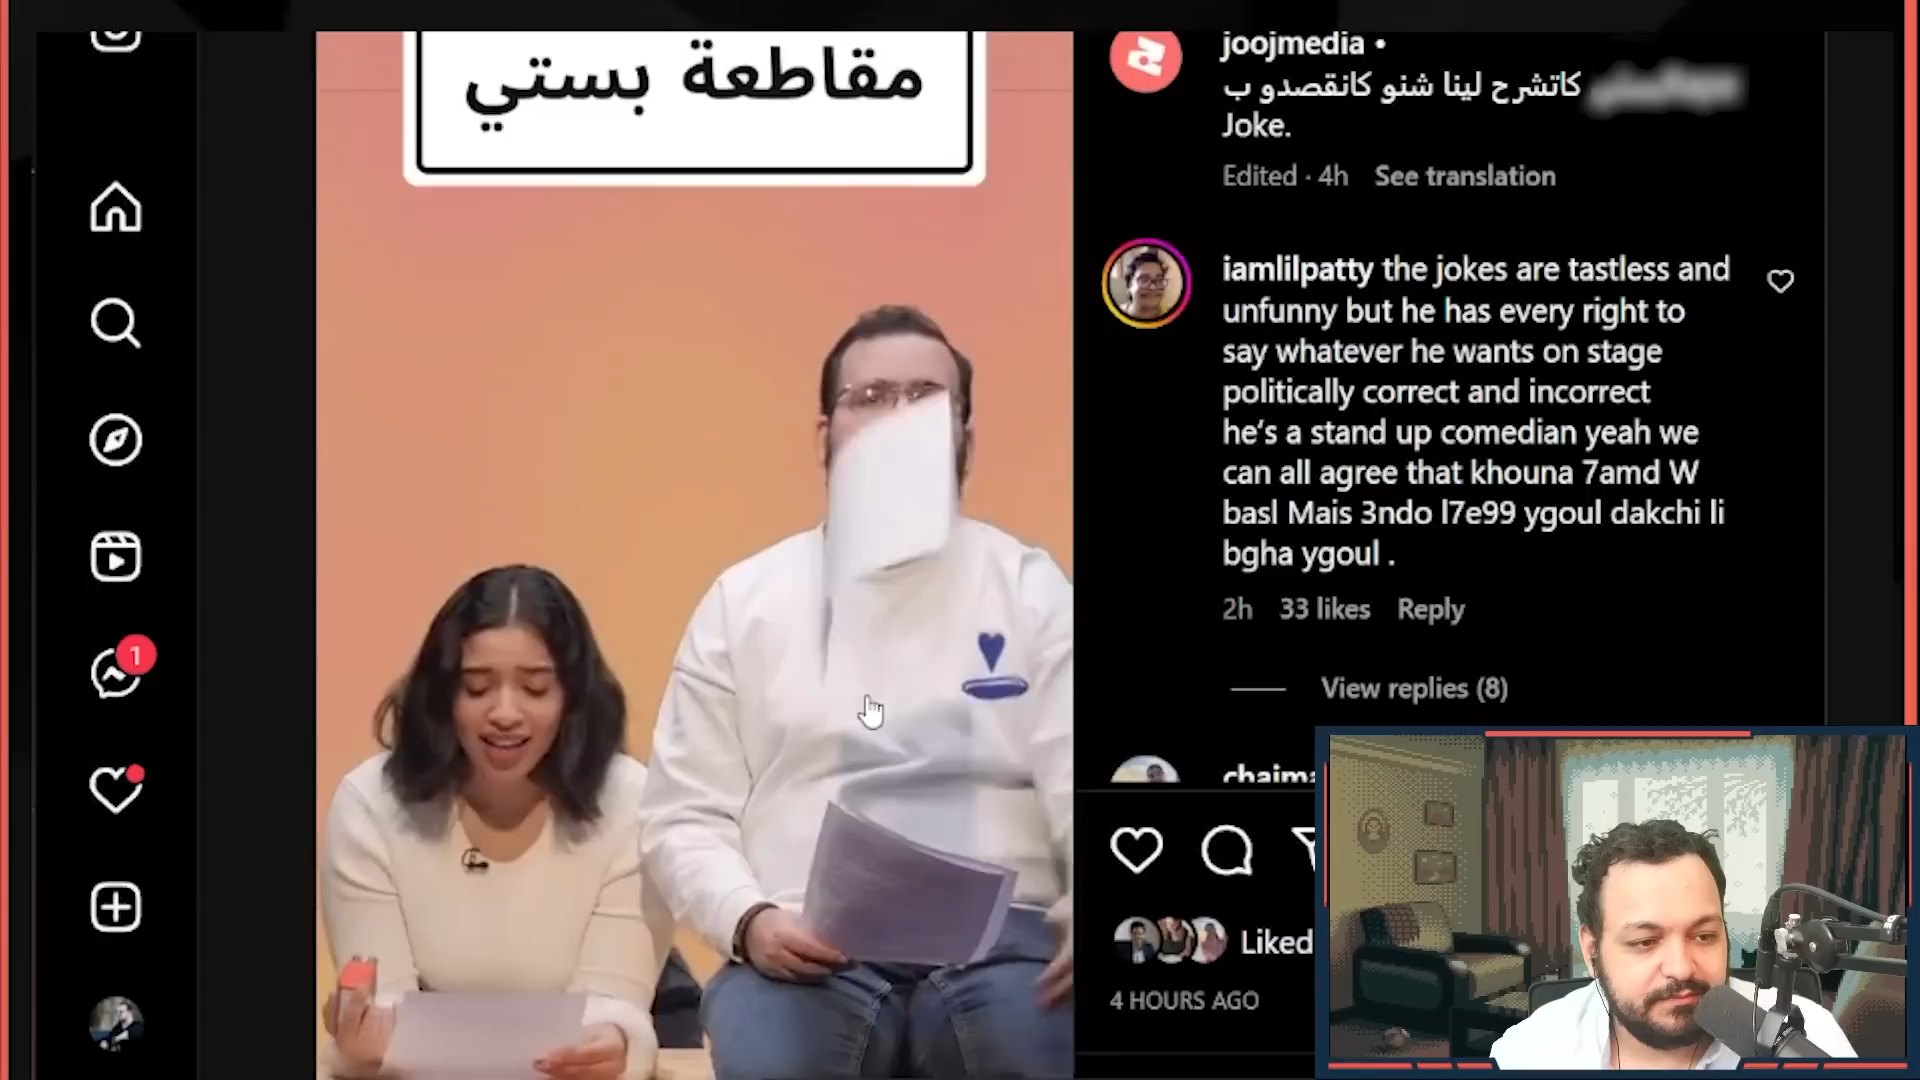 مقاطعة بستي
joojmedia •
كاتشرح لينا شنو كانقصدو ب
Joke.
Edited · 4h See translation
iamlilpatty the jokes are tastless and
unfunny but he has every right to
say whatever he wants on stage
politically correct and incorrect
he's a stand up comedian yeah we
can all agree that khouna 7amd W
basl Mais 3ndo l7e99 ygoul dakchi li
bgha ygoul .
2h 33 likes Reply
View replies (8)
chaima
Liked
4 HOURS AGO
1